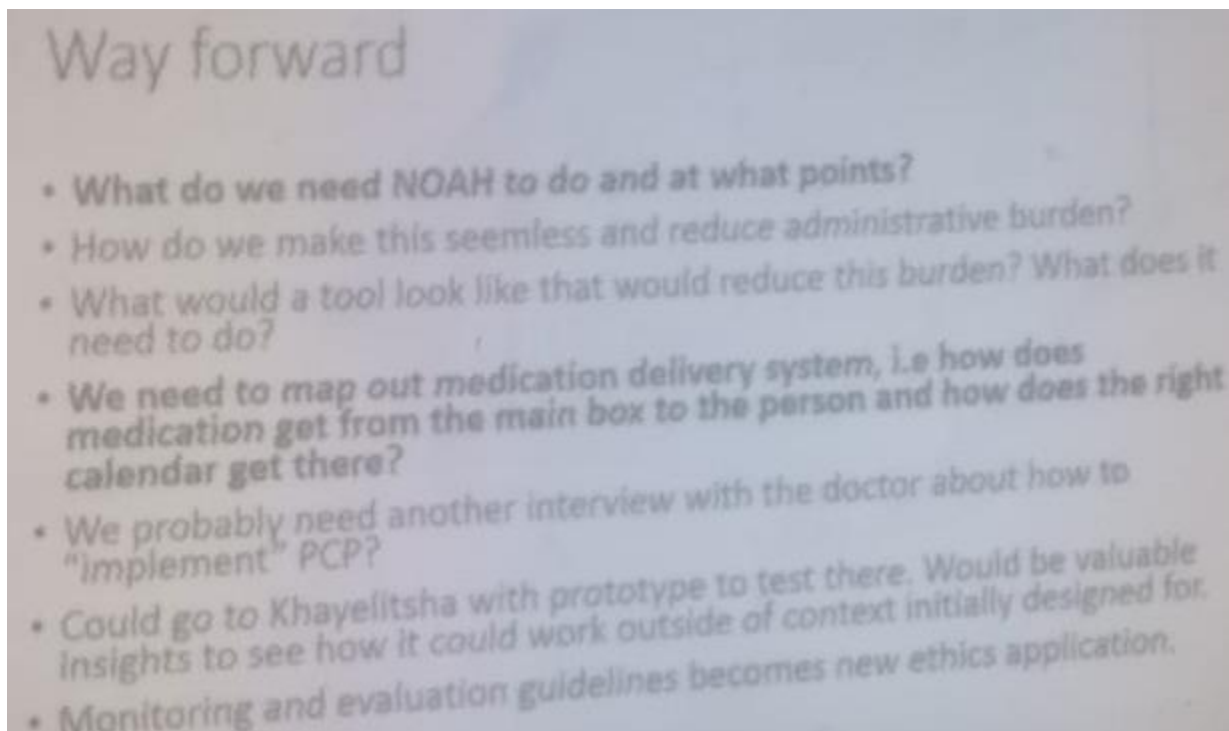 Way forward
• What do we need NOAH to do and at what points?
• How do we make this seemless and reduce administrative burden?
• What would a tool look like that would reduce this burden? What does it
need to do?
• We need to map out medication delivery system, i.e how does
medication get from the main box to the person and how does the right
calendar get there?
• We probably need another interview with the doctor about how to
"implement" PCP?
• Could go to Khayelitsha with prototype to test there. Would be valuable
insights to see how it could work outside of context initially designed for.
• Monitoring and evaluation guidelines becomes new ethics application.